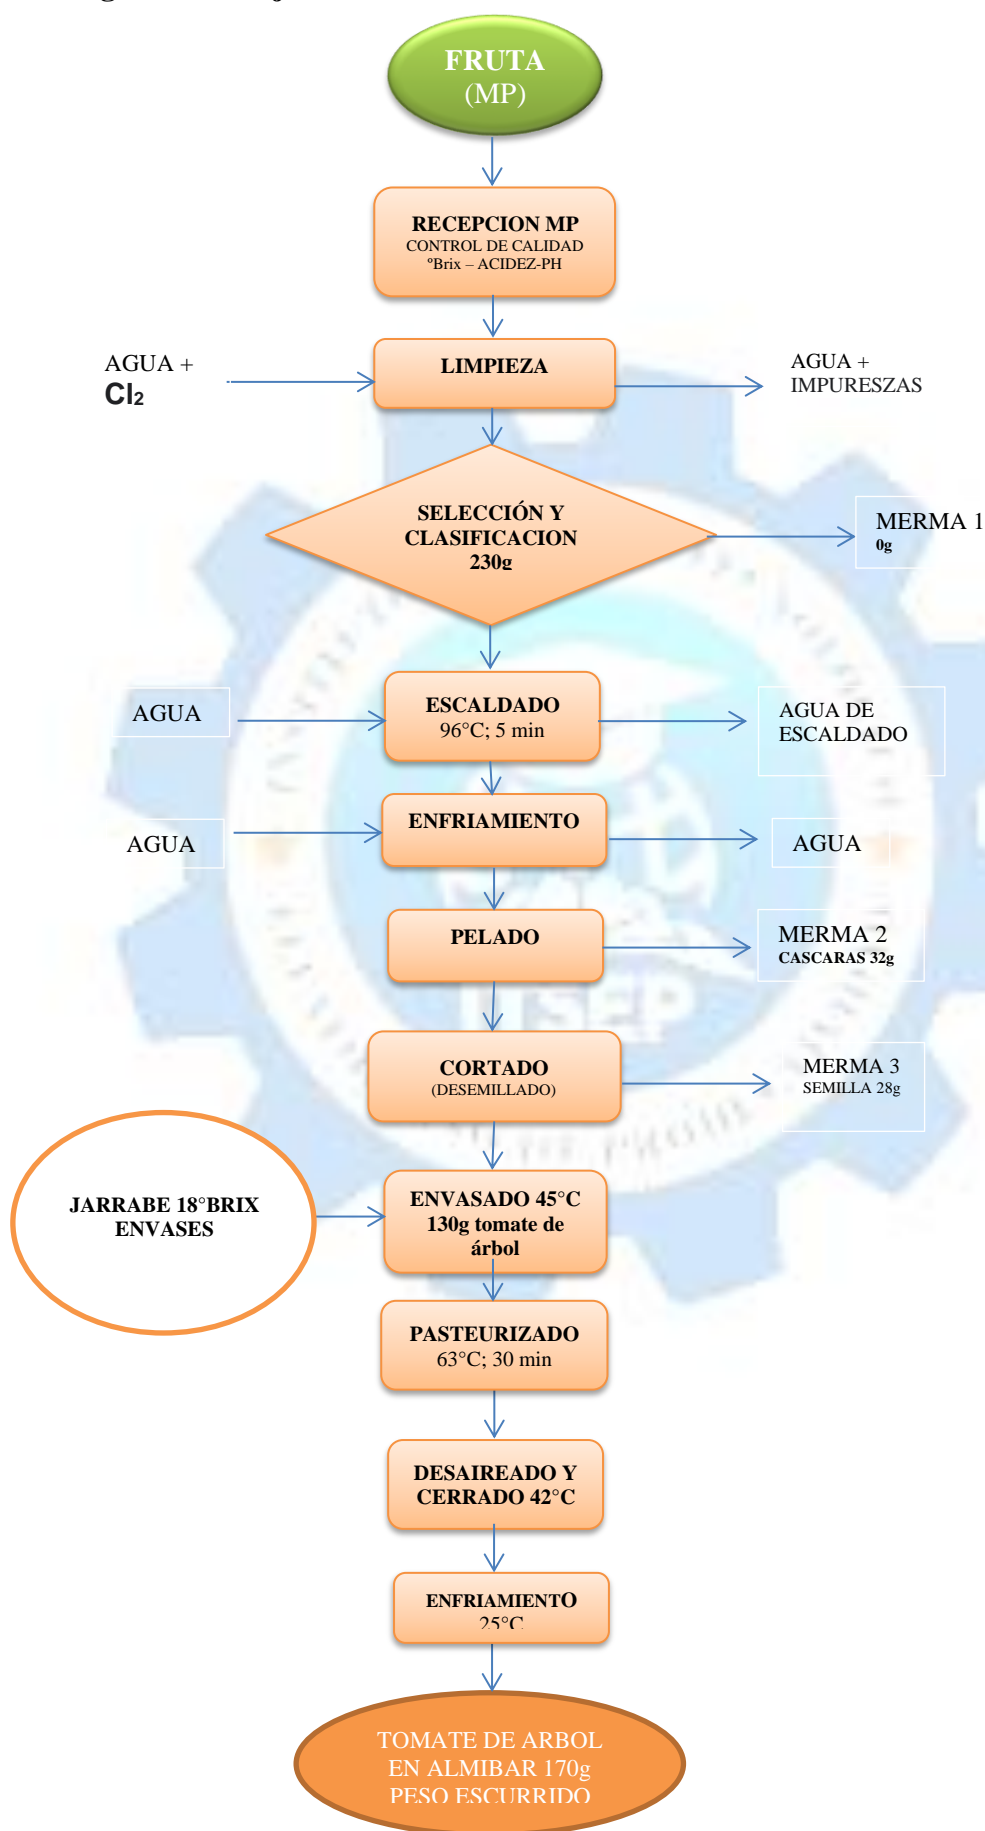 FRUTA
(MP)
RECEPCION MP
CONTROL DE CALIDAD
ºBrix – ACIDEZ-PH
AGUA +
Cl₂
LIMPIEZA
AGUA +
IMPURESZAS
SELECCIÓN Y
CLASIFICACION
230g
MERMA 1
0g
AGUA
ESCALDADO
96°C; 5 min
AGUA DE
ESCALDADO
AGUA
ENFRIAMIENTO
AGUA
PELADO
MERMA 2
CASCARAS 32g
CORTADO
(DESEMILLADO)
MERMA 3
SEMILLA 28g
JARRABE 18°BRIX
ENVASES
ENVASADO 45°C
130g tomate de
árbol
PASTEURIZADO
63°C; 30 min
DESAIREADO Y
CERRADO 42°C
ENFRIAMIENTO
25°C
TOMATE DE ARBOL
EN ALMIBAR 170g
PESO ESCURRIDO